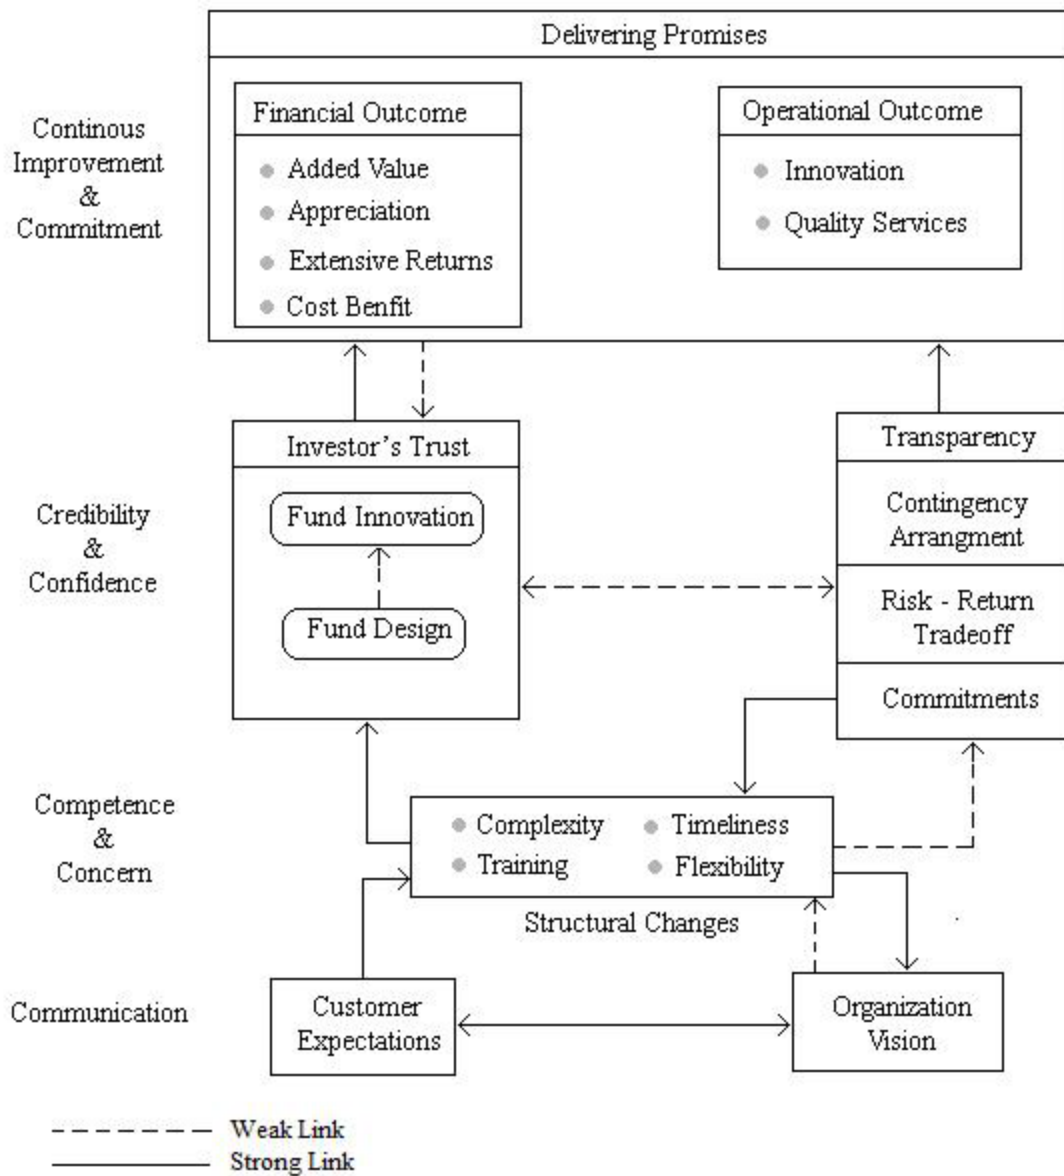 Delivering Promises
Continous
Improvement
&
Commitment
Financial Outcome
Added Value
Appreciation
Extensive Returns
Cost Benfit
Operational Outcome
Innovation
Quality Services
Credibility
&
Confidence
Investor's Trust
Fund Innovation
Fund Design
Transparency
Contingency
Arrangment
Risk - Return
Tradeoff
Commitments
Competence
&
Concern
Complexity
Timeliness
Training
Flexibility
Structural Changes
Communication
Customer
Expectations
Organization
Vision
Weak Link
Strong Link